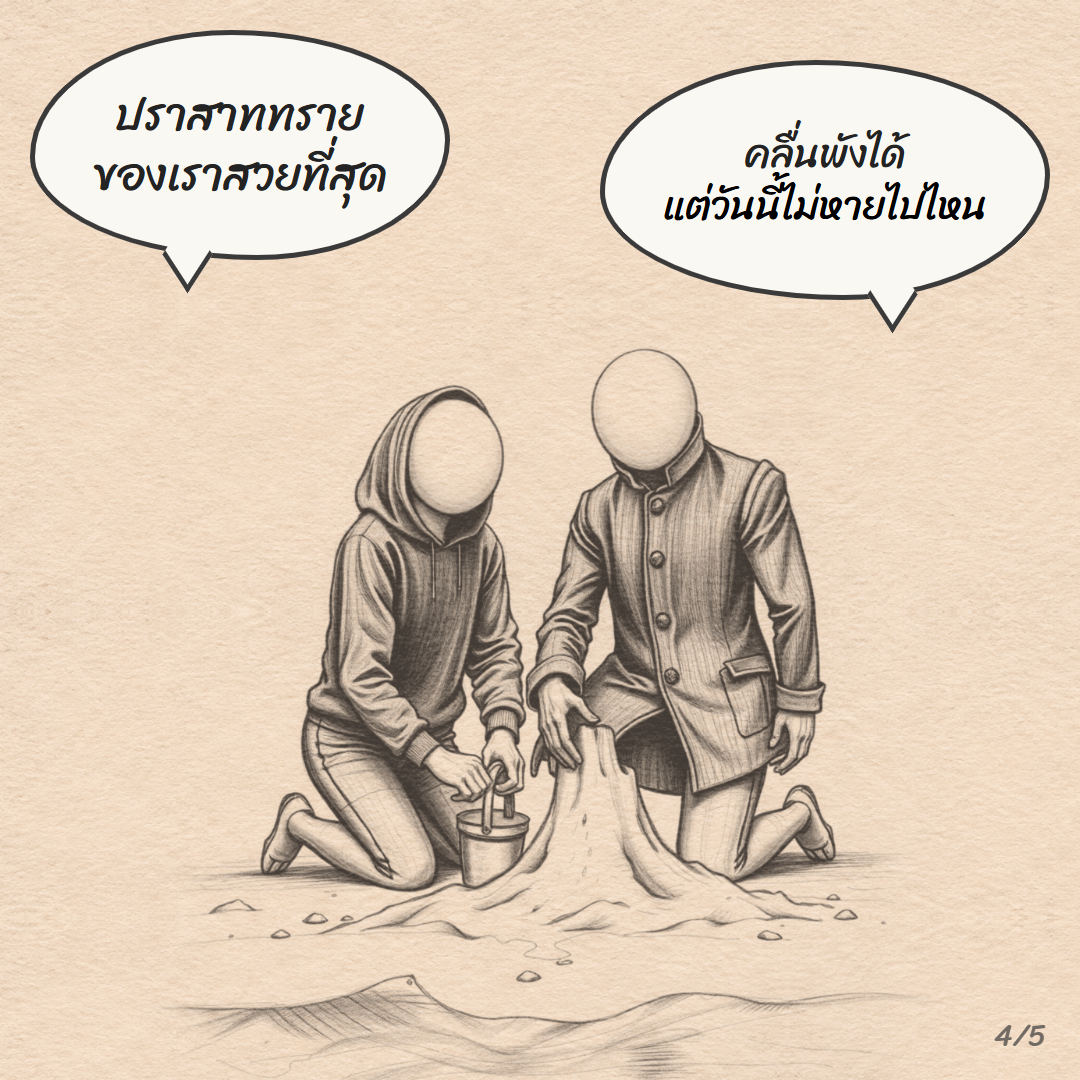 ปราสาททราย
ของเราสวยที่สุด
คลื่นพังได้
แต่วันนี้ไม่หายไปไหน
4/5